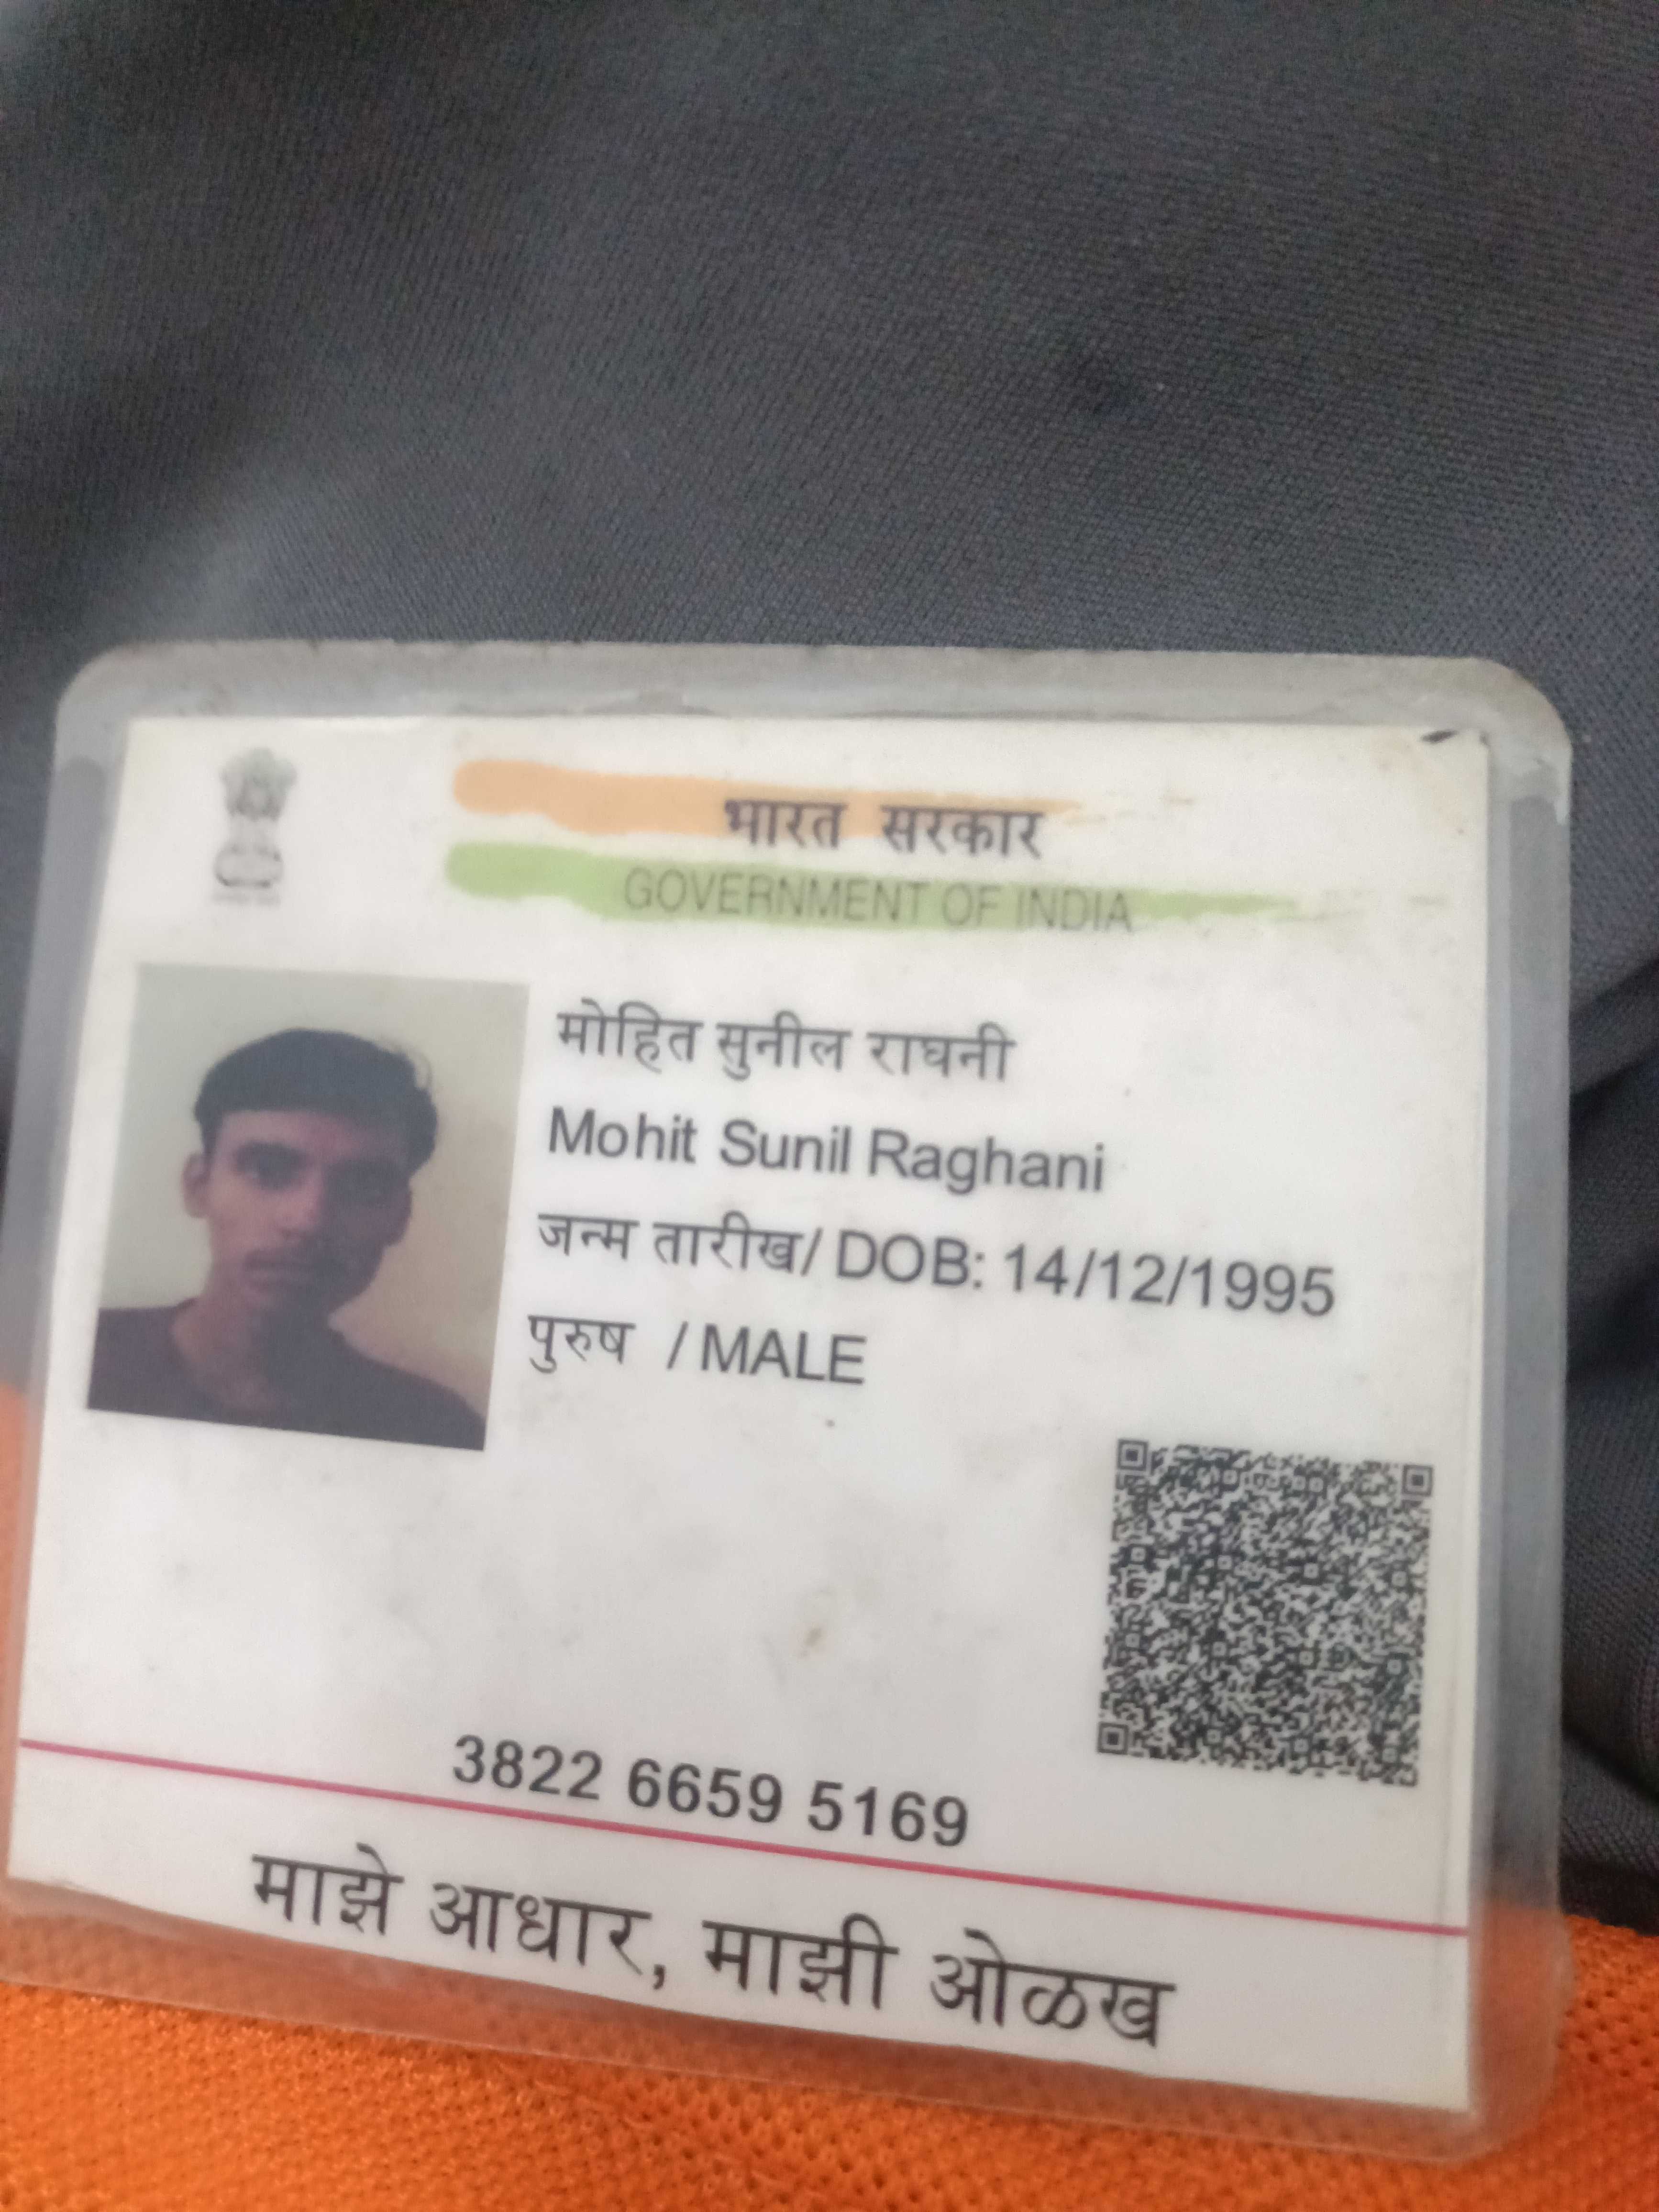 भारत सरकार
GOVERNMENT OF INDIA
मोहित सुनील राघनी
Mohit Sunil Raghani
जन्म तारीख/ DOB: 14/12/1995
पुरुष / MALE
3822 6659 5169
माझे आधार, माझी ओळख